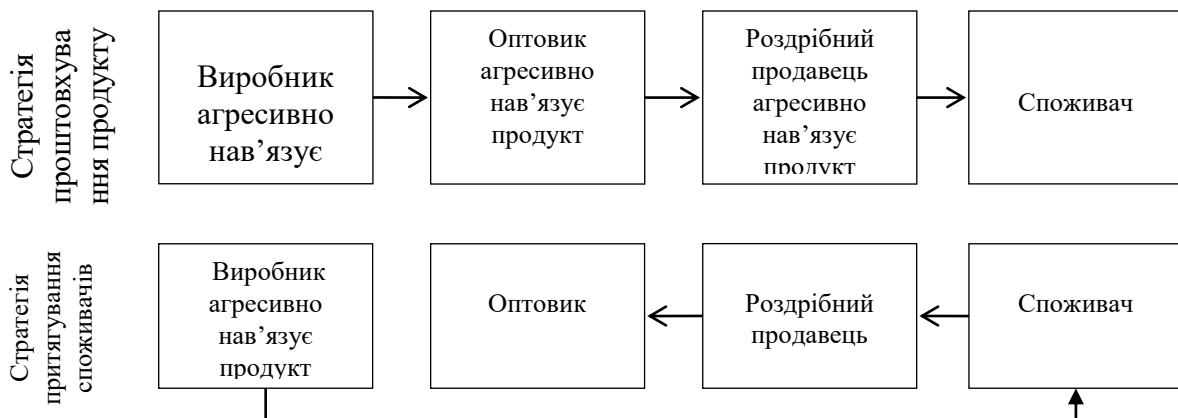 Стратегія
проштовхува
ння продукту
Виробник
агресивно
нав’язує
Оптовик
агресивно
нав’язує
продукт
Роздрібний
продавець
агресивно
нав’язує
продукт
Споживач
Стратегія
притягування
споживачів
Виробник
агресивно
нав’язує
продукт
Оптовик
Роздрібний
продавець
Споживач